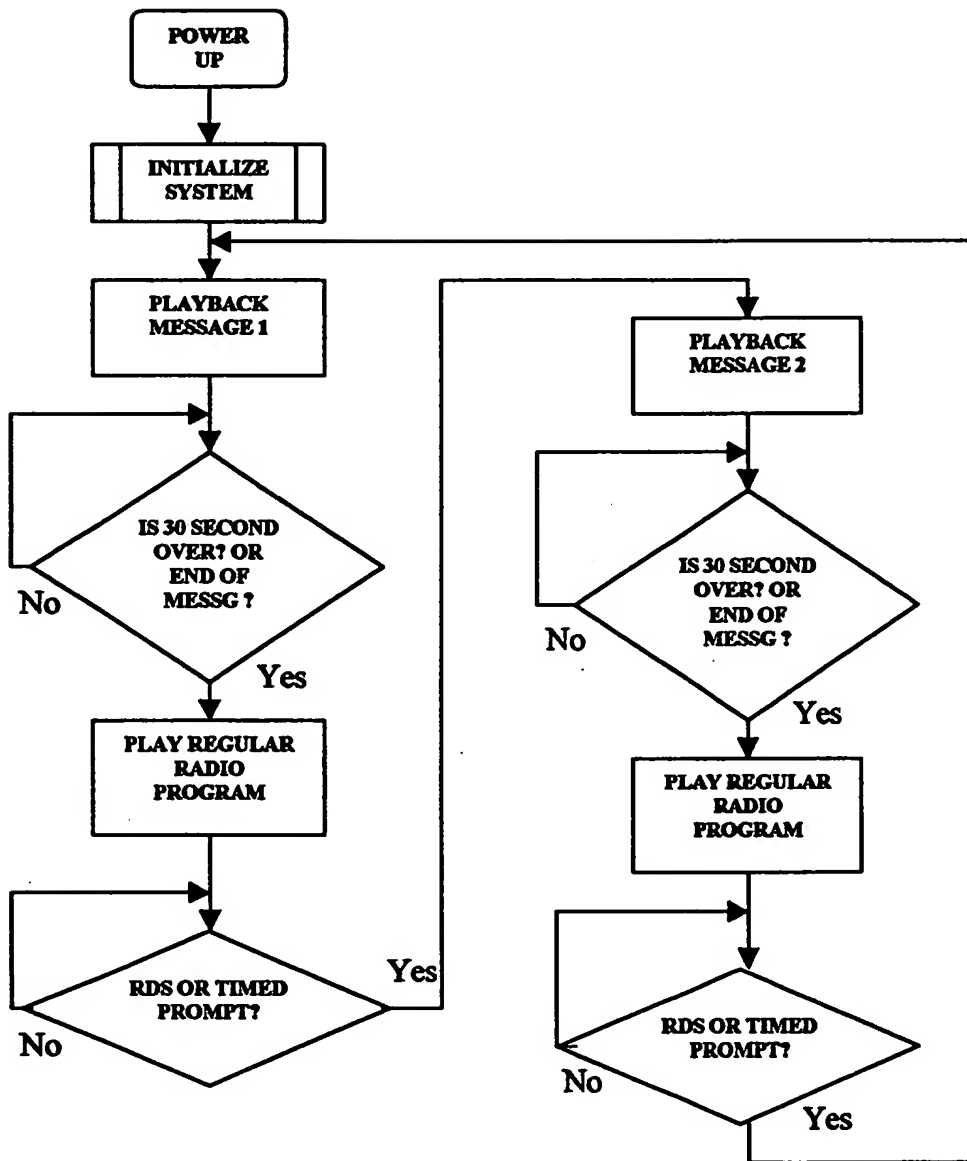 POWER
UP
INITIALIZE
SYSTEM
PLAYBACK
MESSAGE 1
IS 30 SECOND
OVER? OR
END OF
MESSG ?
No
Yes
PLAY REGULAR
RADIO
PROGRAM
RDS OR TIMED
PROMPT?
No
Yes
PLAYBACK
MESSAGE 2
IS 30 SECOND
OVER? OR
END OF
MESSG ?
No
Yes
PLAY REGULAR
RADIO
PROGRAM
RDS OR TIMED
PROMPT?
No
Yes